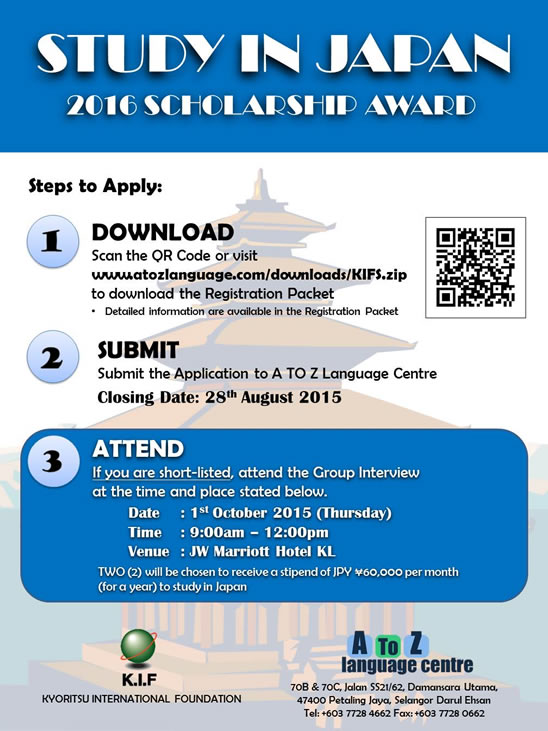 STUDY IN JAPAN
2016 SCHOLARSHIP AWARD
Steps to Apply:
1
DOWNLOAD
Scan the QR Code or visit
www.atozlanguage.com/downloads/KIFS.zip
to download the Registration Packet
• Detailed information are available in the Registration Packet
2
SUBMIT
Submit the Application to A TO Z Language Centre
Closing Date: 28th August 2015
3
ATTEND
If you are short-listed, attend the Group Interview
at the time and place stated below.
Date : 1st October 2015 (Thursday)
Time : 9:00am – 12:00pm
Venue : JW Marriott Hotel KL
TWO (2) will be chosen to receive a stipend of JPY ¥60,000 per month
(for a year) to study in Japan
K.I.F
KYORITSU INTERNATIONAL FOUNDATION
A To Z
language centre
70B & 70C, Jalan SS21/62, Damansara Utama,
47400 Petaling Jaya, Selangor Darul Ehsan
Tel: +603 7728 4662 Fax: +603 7728 0662